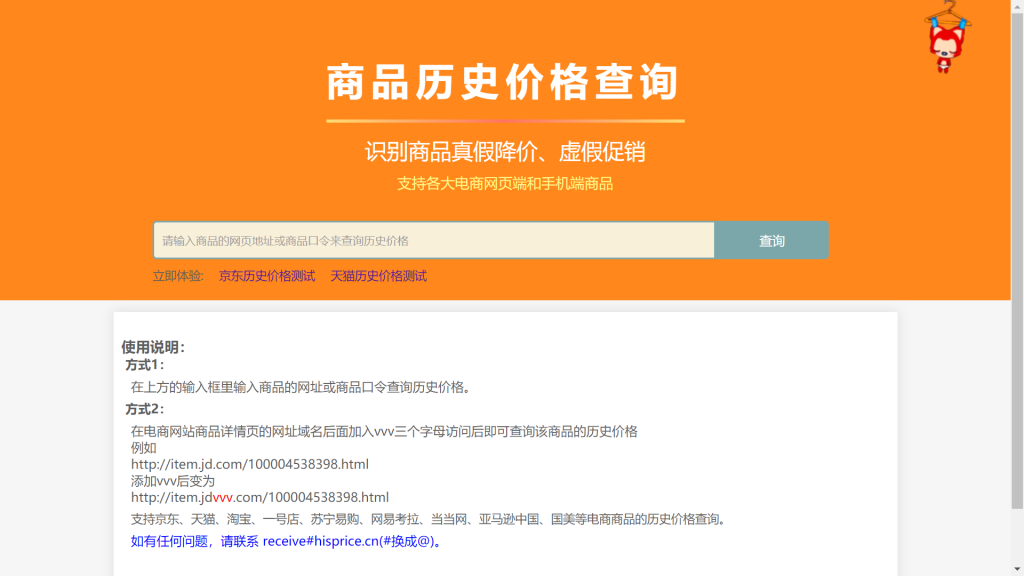 商品历史价格查询
识别商品真假降价、虚假促销
支持各大电商网页端和手机端商品
请输入商品的网页地址或商品口令来查询历史价格
查询
立即体验: 京东历史价格测试 天猫历史价格测试
使用说明：
方式1：
在上方的输入框里输入商品的网址或商品口令查询历史价格。
方式2：
在电商网站商品详情页的网址域名后面加入vvv三个字母访问后即可查询该商品的历史价格
例如
http://item.jd.com/100004538398.html
添加vvv后变为
http://item.jdvvv.com/100004538398.html
支持京东、天猫、淘宝、一号店、苏宁易购、网易考拉、当当网、亚马逊中国、国美等电商商品的历史价格查询。
如有任何问题，请联系 receive#hisprice.cn(#换成@)。